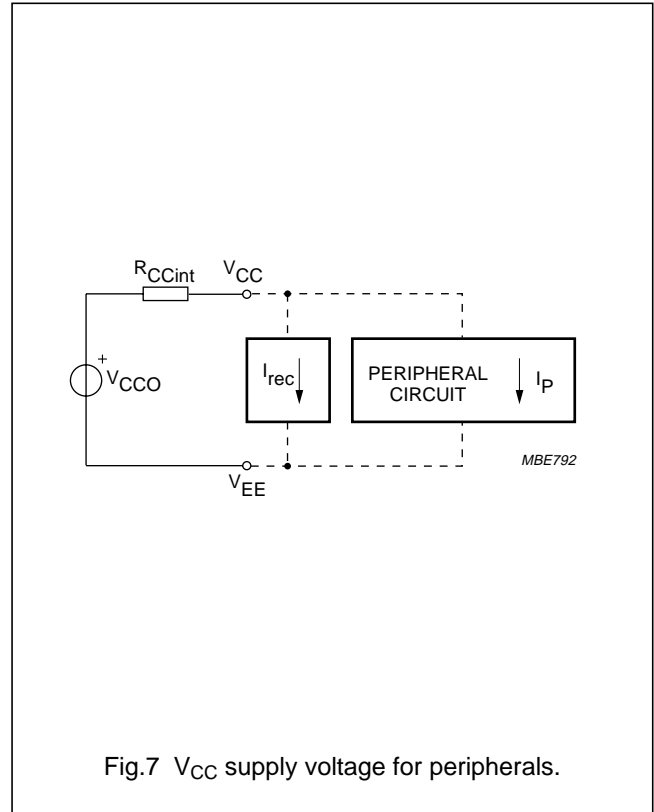 R_CCint V_CC
+
V_CCO
I_rec
PERIPHERAL
CIRCUIT
I_P
V_EE
MBE792
Fig.7 V_CC supply voltage for peripherals.